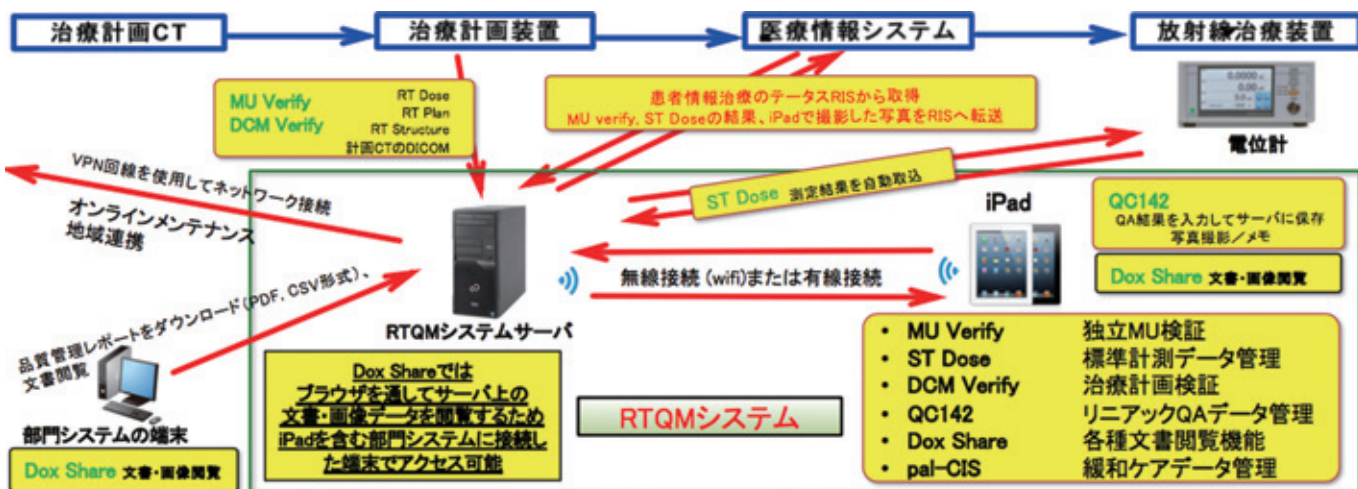 治療計画CT
治療計画装置
医療情報システム
放射線治療装置
MU Verify
DCM Verify
RT Dose
RT Plan
RT Structure
計画CTのDICOM
患者情報治療のテータスRISから取得
MU verify, ST Doseの結果、iPadで撮影した写真をRISへ転送
電位計
VPN回線を使用してネットワーク接続
オンラインメンテナンス
地域連携
ST Dose 測定結果を自動取込
iPad
QC142
QA結果を入力してサーバに保存
写真撮影／メモ
Dox Share 文書・画像閲覧
無線接続 (wifi)または有線接続
RTQMシステムサーバ
品質管理レポートをダウンロード(PDF, CSV形式)、
文書閲覧
部門システムの端末
Dox Share 文書・画像閲覧
Dox Shareでは
ブラウザを通してサーバ上の
文書・画像データを閲覧するため
iPadを含む部門システムに接続し
た端末でアクセス可能
RTQMシステム
• MU Verify 独立MU検証
• ST Dose 標準計測データ管理
• DCM Verify 治療計画検証
• QC142 リニアックQAデータ管理
• Dox Share 各種文書閲覧機能
• pal-CIS 緩和ケアデータ管理